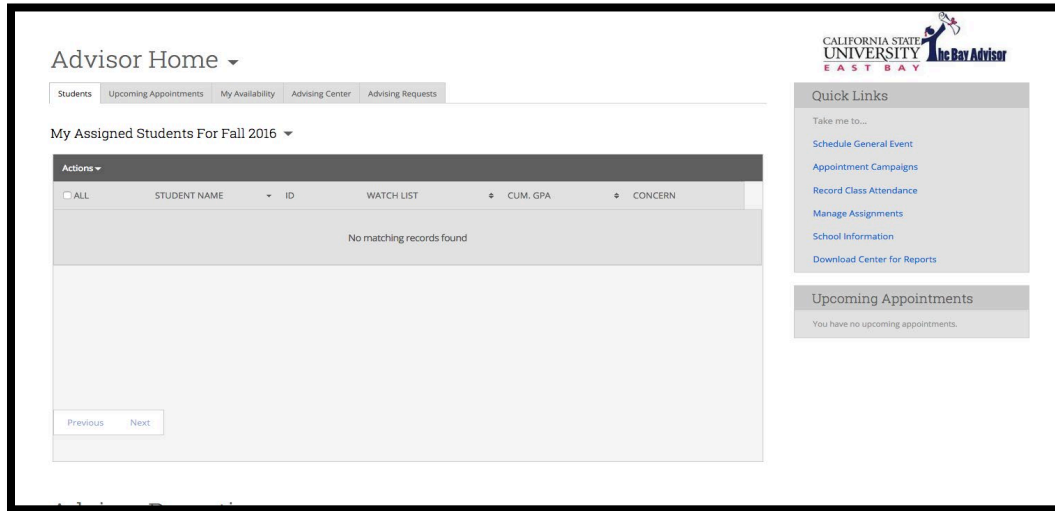 Advisor Home
Students Upcoming Appointments My Availability Advising Center Advising Requests
My Assigned Students For Fall 2016
Actions
ALL STUDENT NAME ID WATCH LIST CUM. GPA CONCERN
No matching records found
Previous Next
CALIFORNIA STATE
UNIVERSITY
EAST BAY
The Bay Advisor
Quick Links
Take me to...
Schedule General Event
Appointment Campaigns
Record Class Attendance
Manage Assignments
School Information
Download Center for Reports
Upcoming Appointments
You have no upcoming appointments.